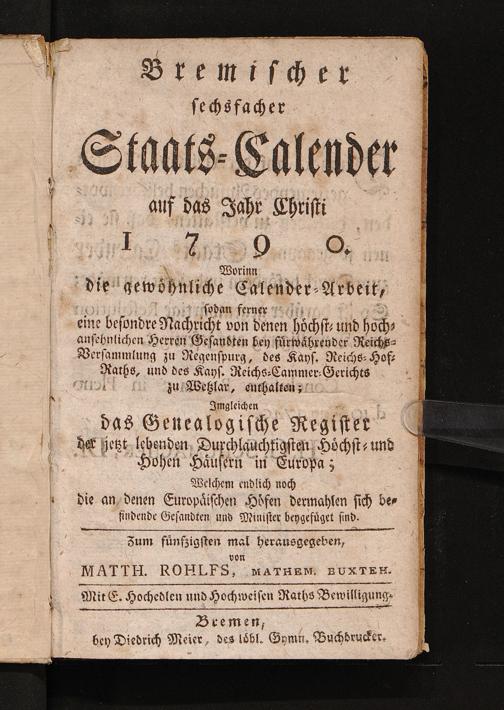 Bremischer
sechsfacher
Staats-Calender
auf das Jahr Christi
1790.
Worinn
die gewöhnliche Calender-Arbeit,
sodan ferner
eine besondre Nachricht von denen höchst- und hoch-
ansehnlichen Herren Gesandten bey fürwährender Reichs-
Versammlung zu Regenspurg, des Kays. Reichs-Hof-
Raths, und des Kays. Reichs-Cammer-Gerichts
zu Wetzlar, enthalten;
Imgleichen
das Genealogische Register
der jetzt lebenden Durchlauchtigsten Höchst- und
Hohen Häusern in Europa;
Welchem endlich noch
die an denen Europäischen Höfen dermahlen sich be-
findende Gesandten und Minister beygefüget sind.
Zum fünfzigsten mal herausgegeben,
von
MATTH. ROHLFS, MATHEM. BUXTEH.
Mit E. Hochedlen und Hochweisen Raths Bewilligung.
Bremen,
bey Diedrich Meier, des löbl. Gymn. Buchdrucker.